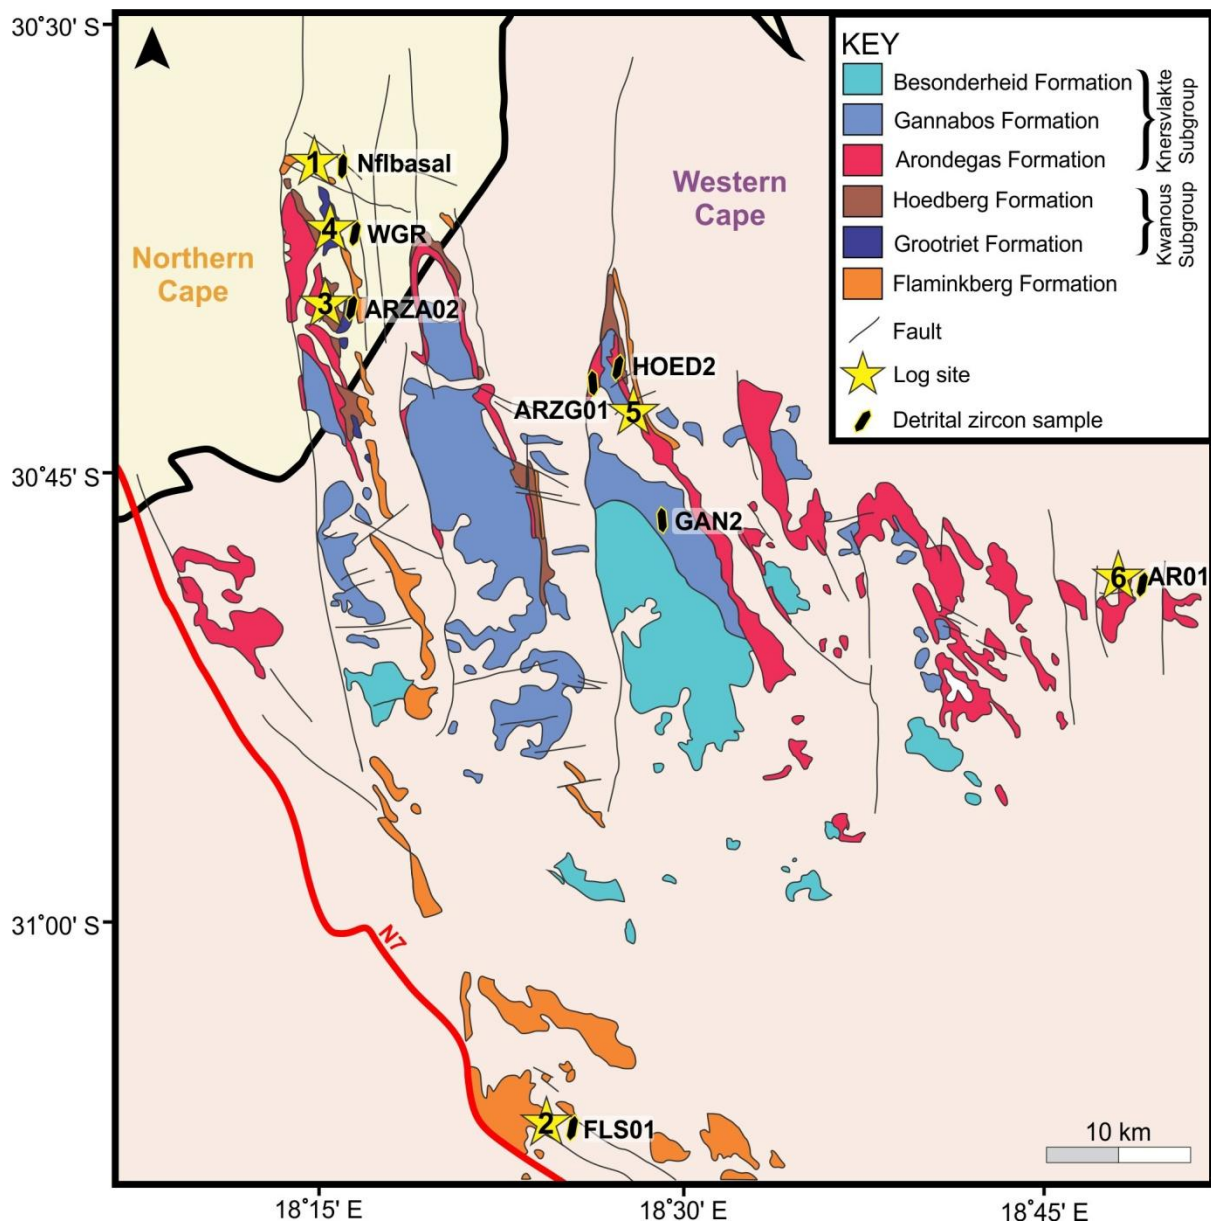 30°30' S
30°45' S
31°00' S
18°15' E
18°30' E
18°45' E
KEY
Besonderheid Formation
Gannabos Formation
Arondegas Formation
Hoedberg Formation
Grootriet Formation
Flaminkberg Formation
Knersvlakte
Subgroup
Kwanous
Subgroup
Fault
Log site
Detrital zircon sample
Northern
Cape
Western
Cape
1
Nflbasal
4
WGR
3
ARZA02
HOED2
ARZG01
5
GAN2
6
AR01
N7
2
FLS01
10 km